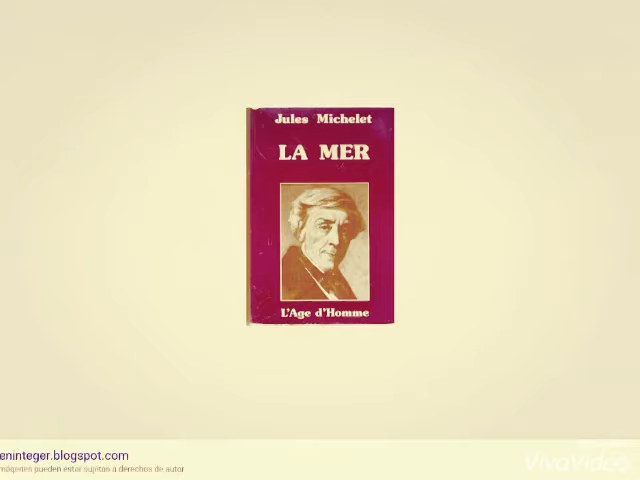 Jules Michelet
LA MER
L'Age d'Homme
eninteger.blogspot.com
imágenes pueden estar sujetas a derechos de autor
VivaVideo